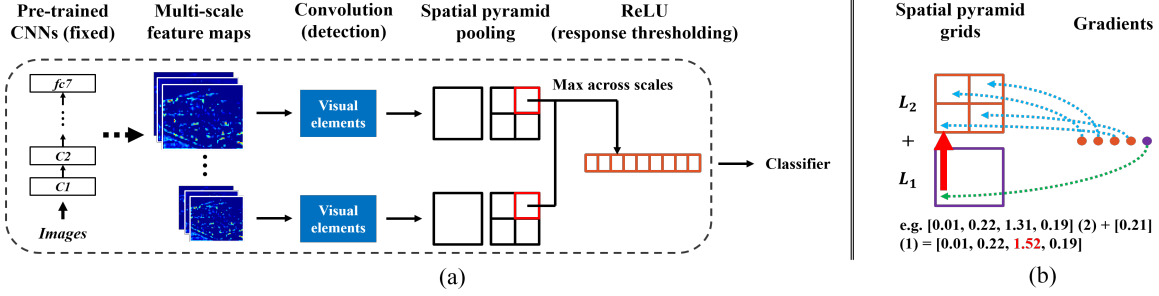 Pre-trained
CNNs (fixed)
Multi-scale
feature maps
Convolution
(detection)
Spatial pyramid
pooling
ReLU
(response thresholding)
fc7
C2
C1
Images
Visual
elements
Visual
elements
Max across scales
Classifier
(a)
Spatial pyramid
grids
Gradients
L2
+
L1
e.g. [0.01, 0.22, 1.31, 0.19] (2) + [0.21]
(1) = [0.01, 0.22, 1.52, 0.19]
(b)